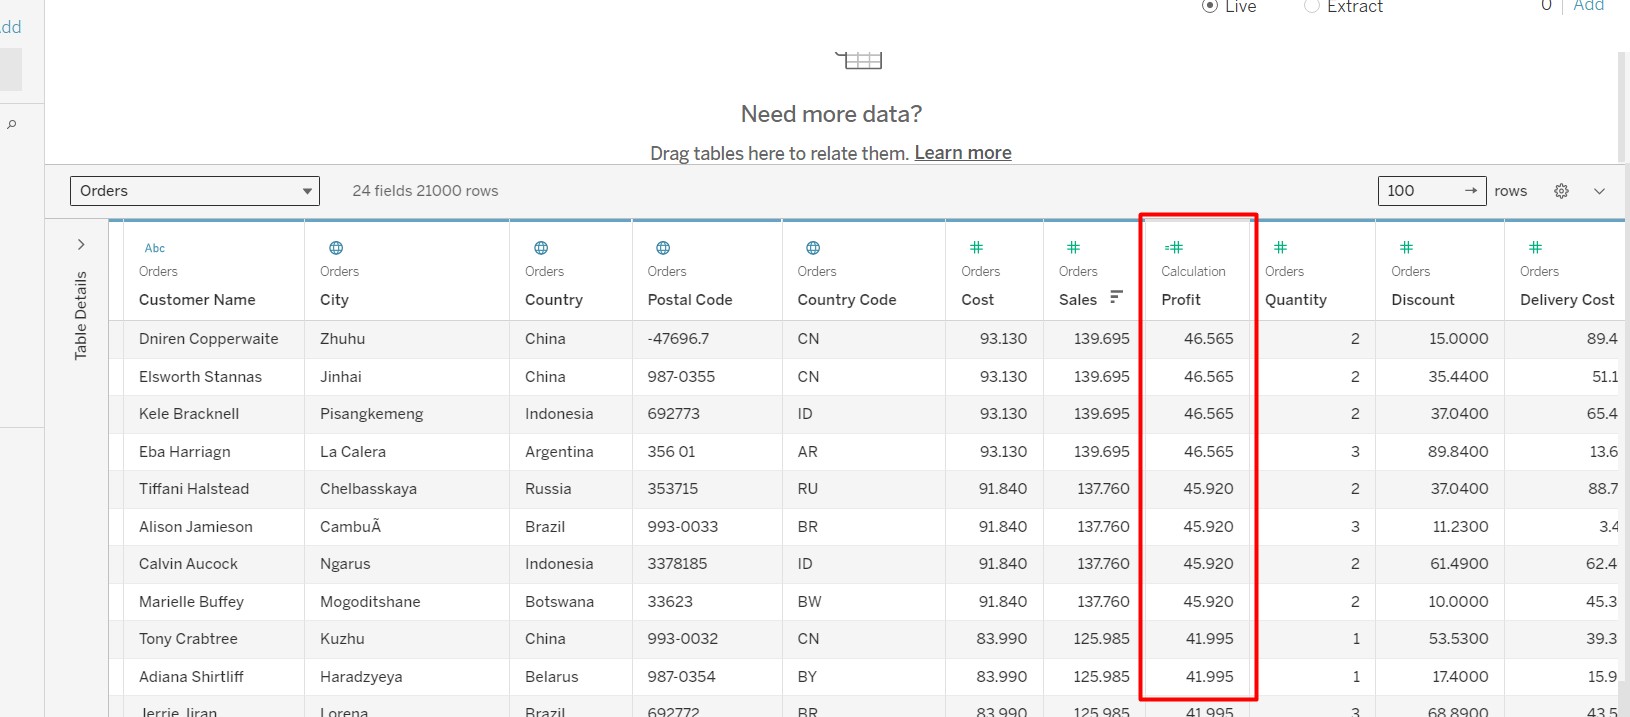 Live Extract 0 Add
Add
Need more data?
Drag tables here to relate them. Learn more
Orders 24 fields 21000 rows 100 → rows
Table Details
Abc # # =# # # #
Orders Orders Orders Orders Orders Orders Orders Calculation Orders Orders Orders
Customer Name City Country Postal Code Country Code Cost Sales Profit Quantity Discount Delivery Cost
Dniren Copperwaite Zhuhu China -47696.7 CN 93.130 139.695 46.565 2 15.0000 89.4
Elsworth Stannas Jinhai China 987-0355 CN 93.130 139.695 46.565 2 35.4400 51.1
Kele Bracknell Pisangkemeng Indonesia 692773 ID 93.130 139.695 46.565 2 37.0400 65.4
Eba Harriagn La Calera Argentina 356 01 AR 93.130 139.695 46.565 3 89.8400 13.6
Tiffani Halstead Chelbasskaya Russia 353715 RU 91.840 137.760 45.920 2 37.0400 88.7
Alison Jamieson CambuÃ Brazil 993-0033 BR 91.840 137.760 45.920 3 11.2300 3.4
Calvin Aucock Ngarus Indonesia 3378185 ID 91.840 137.760 45.920 2 61.4900 62.4
Marielle Buffey Mogoditshane Botswana 33623 BW 91.840 137.760 45.920 2 10.0000 45.3
Tony Crabtree Kuzhu China 993-0032 CN 83.990 125.985 41.995 1 53.5300 39.3
Adiana Shirtliff Haradzyeya Belarus 987-0354 BY 83.990 125.985 41.995 1 17.4000 15.9
Jerrie Jiran Lorena Brazil 692772 BR 83.990 125.985 41.995 3 68.8900 43.5